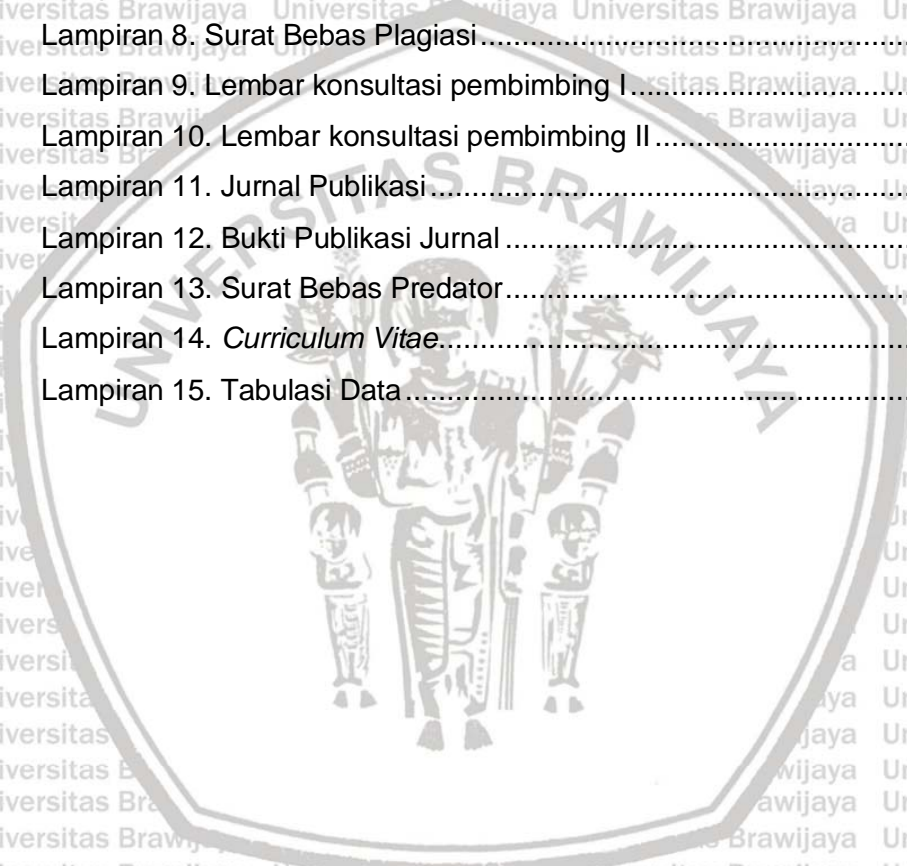 Lampiran 8. Surat Bebas Plagiasi........................................................
Lampiran 9. Lembar konsultasi pembimbing I..................................
Lampiran 10. Lembar konsultasi pembimbing II...............................
Lampiran 11. Jurnal Publikasi..........................................................
Lampiran 12. Bukti Publikasi Jurnal.................................................
Lampiran 13. Surat Bebas Predator.................................................
Lampiran 14. Curriculum Vitae.........................................................
Lampiran 15. Tabulasi Data.............................................................
UNIVERSITAS BRAWIJAYA